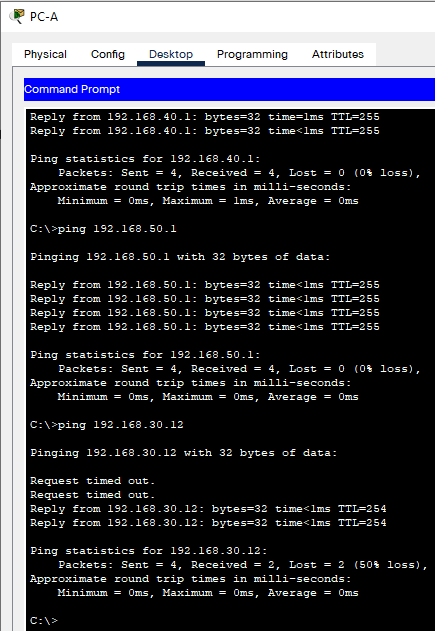 PC-A
Physical Config Desktop Programming Attributes
Command Prompt
Reply from 192.168.40.1: bytes=32 time=1ms TTL=255
Reply from 192.168.40.1: bytes=32 time<1ms TTL=255
Ping statistics for 192.168.40.1:
Packets: Sent = 4, Received = 4, Lost = 0 (0% loss),
Approximate round trip times in milli-seconds:
Minimum = 0ms, Maximum = 1ms, Average = 0ms
C:\>ping 192.168.50.1
Pinging 192.168.50.1 with 32 bytes of data:
Reply from 192.168.50.1: bytes=32 time<1ms TTL=255
Reply from 192.168.50.1: bytes=32 time<1ms TTL=255
Reply from 192.168.50.1: bytes=32 time<1ms TTL=255
Reply from 192.168.50.1: bytes=32 time<1ms TTL=255
Ping statistics for 192.168.50.1:
Packets: Sent = 4, Received = 4, Lost = 0 (0% loss),
Approximate round trip times in milli-seconds:
Minimum = 0ms, Maximum = 0ms, Average = 0ms
C:\>ping 192.168.30.12
Pinging 192.168.30.12 with 32 bytes of data:
Request timed out.
Request timed out.
Reply from 192.168.30.12: bytes=32 time<1ms TTL=254
Reply from 192.168.30.12: bytes=32 time<1ms TTL=254
Ping statistics for 192.168.30.12:
Packets: Sent = 4, Received = 2, Lost = 2 (50% loss),
Approximate round trip times in milli-seconds:
Minimum = 0ms, Maximum = 0ms, Average = 0ms
C:\>